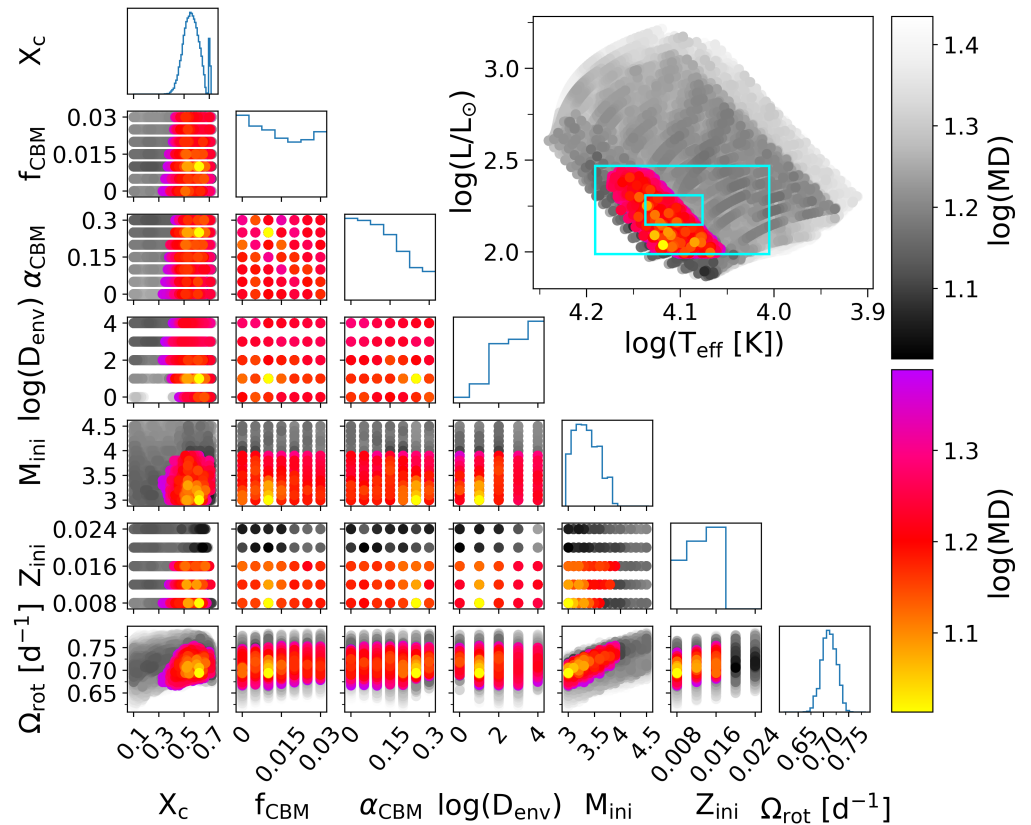 X_c
f_CBM
0.03
0.015
0
α_CBM
0.3
0.15
0
log(D_env)
4
2
0
M_ini
4.5
4
3.5
3
Z_ini
0.024
0.020
0.016
0.012
0.008
Ω_rot [d⁻¹]
0.75
0.70
0.65
0.1 0.3 0.5 0.7
0 0.015 0.03
0 0.15 0.3
0 2 4
3 3.5 4 4.5
0.008 0.016 0.024
0.65 0.70 0.75
X_c f_CBM α_CBM log(D_env) M_ini Z_ini Ω_rot [d⁻¹]
log(L/L_⊙)
3.0
2.5
2.0
4.2 4.1 4.0 3.9
log(T_eff [K])
1.4
1.3
1.2
1.1
log(MD)
1.3
1.2
1.1
log(MD)